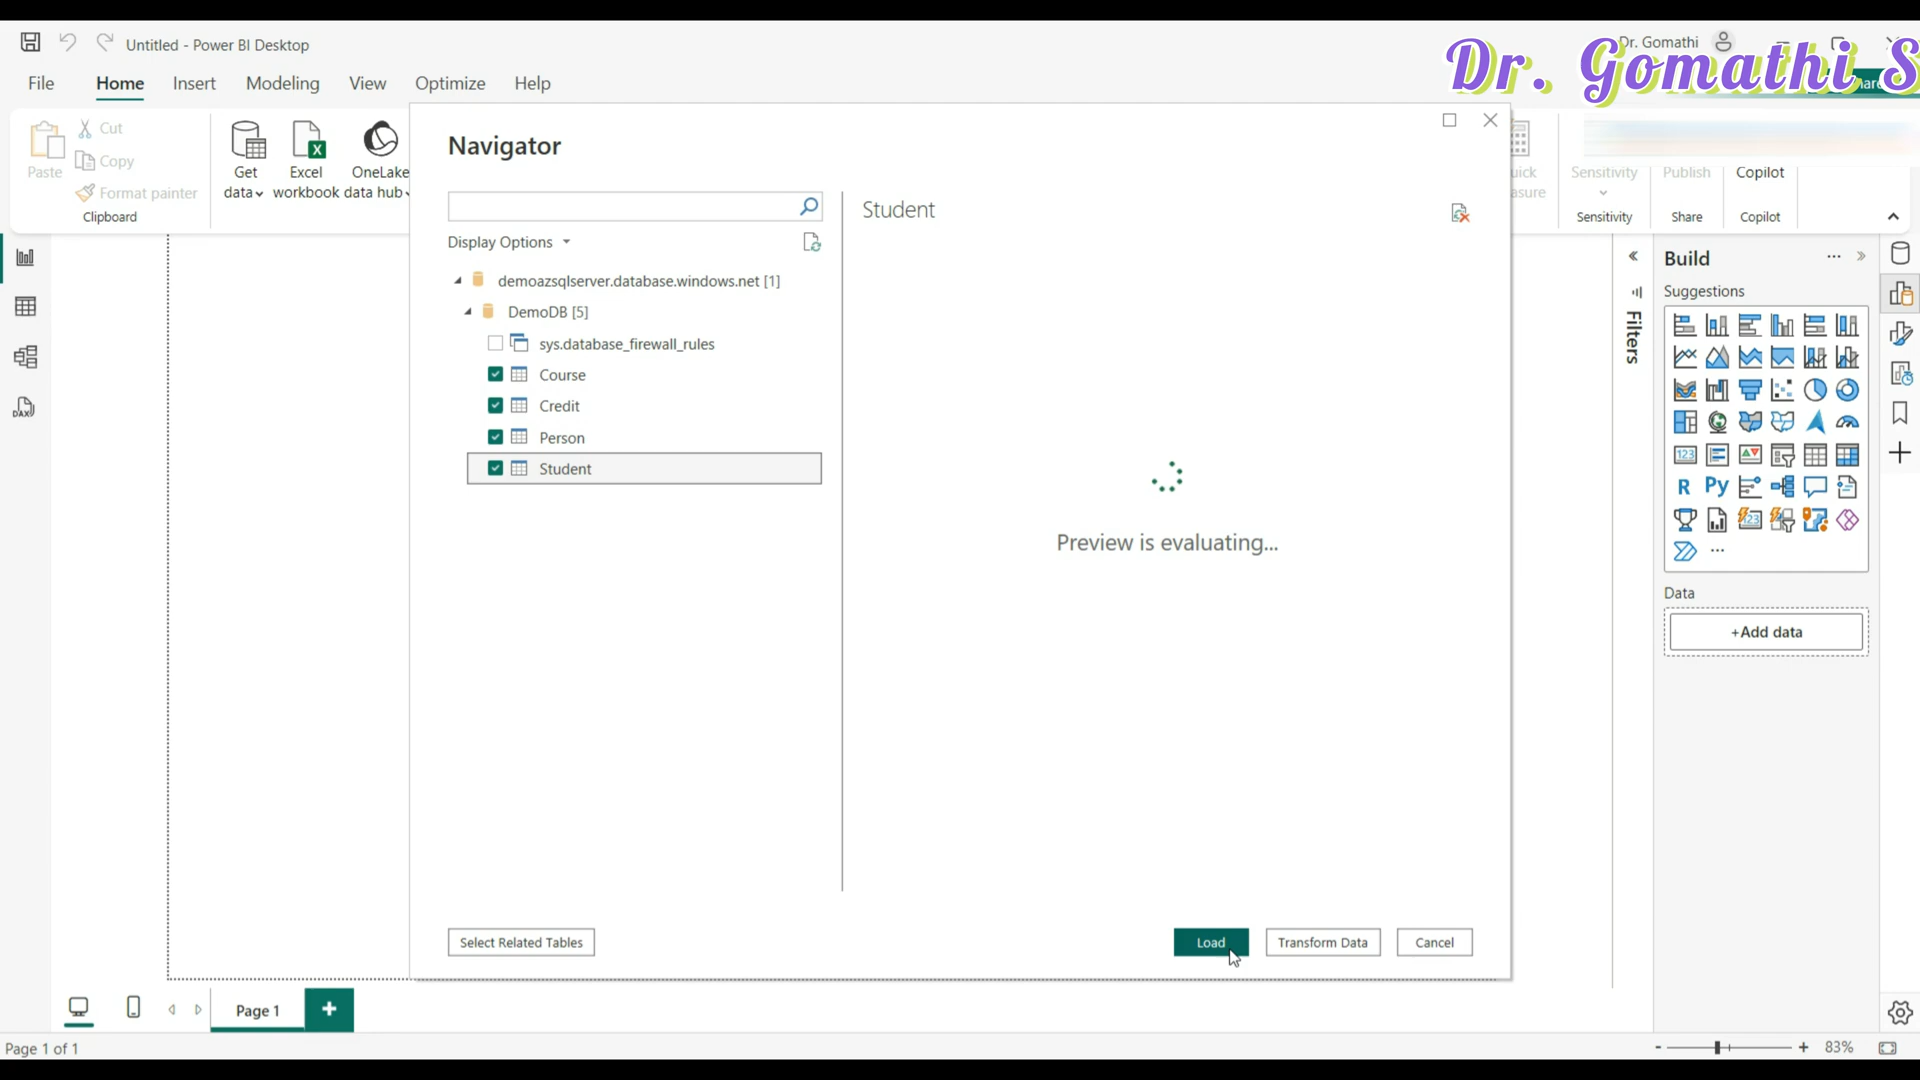 Untitled - Power BI Desktop
Dr. Gomathi
Dr. Gomathi S
File
Home
Insert
Modeling
View
Optimize
Help
Paste
Cut
Copy
Format painter
Clipboard
Get data
Excel workbook
OneLake data hub
Sensitivity
Publish
Copilot
Sensitivity
Share
Copilot
Navigator
Display Options
demoazsqlserver.database.windows.net [1]
DemoDB [5]
sys.database_firewall_rules
Course
Credit
Person
Student
Student
Preview is evaluating...
Select Related Tables
Load
Transform Data
Cancel
Filters
Build
Suggestions
123
R
Py
123
Data
+Add data
DAX
Page 1
Page 1 of 1
83%